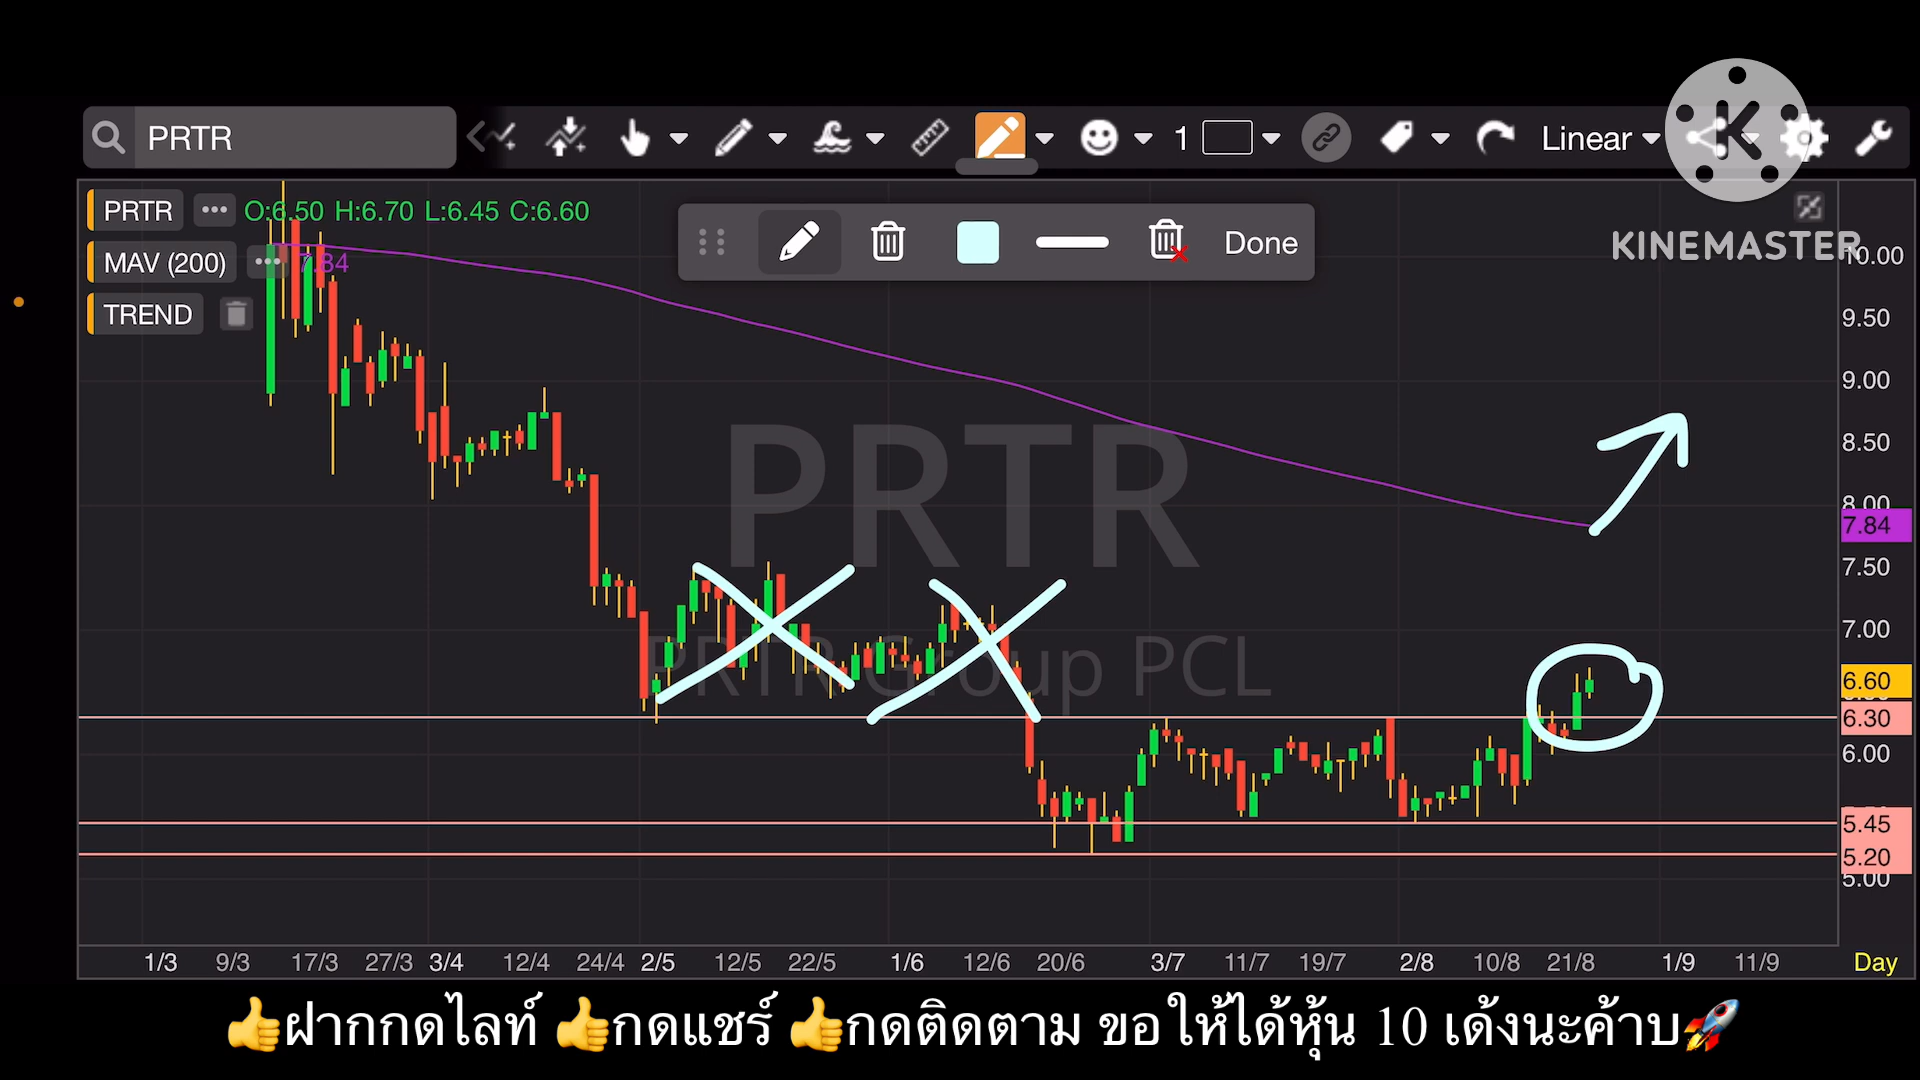 PRTR
1
Linear
KINEMASTER
PRTR ••• O:6.50 H:6.70 L:6.45 C:6.60
MAV (200) ••• 7.84
TREND
Done
10.00
9.50
9.00
8.50
8.00
7.84
7.50
7.00
6.60
6.30
6.00
5.45
5.20
5.00
PRTR
PRTR Group PCL
1/3 9/3 17/3 27/3 3/4 12/4 24/4 2/5 12/5 22/5 1/6 12/6 20/6 3/7 11/7 19/7 2/8 10/8 21/8 1/9 11/9 Day
👍ฝากกดไลท์ 👍กดแชร์ 👍กดติดตาม ขอให้ได้หุ้น 10 เด้งนะค้าบ🚀